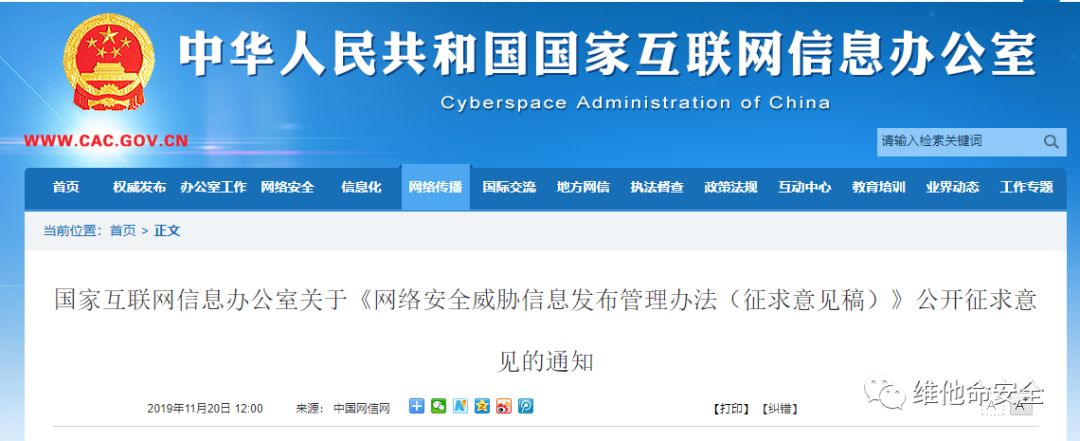 中华人民共和国国家互联网信息办公室
Cyberspace Administration of China
WWW.CAC.GOV.CN
请输入检索关键词
首页 权威发布 办公室工作 网络安全 信息化 网络传播 国际交流 地方网信 执法督查 政策法规 互动中心 教育培训 业界动态 工作专题
当前位置: 首页 > 正文
国家互联网信息办公室关于《网络安全威胁信息发布管理办法（征求意见稿）》公开征求意
见的通知
2019年11月20日 12:00 来源: 中国网信网 【打印】【纠错】
维他命安全
A- A+